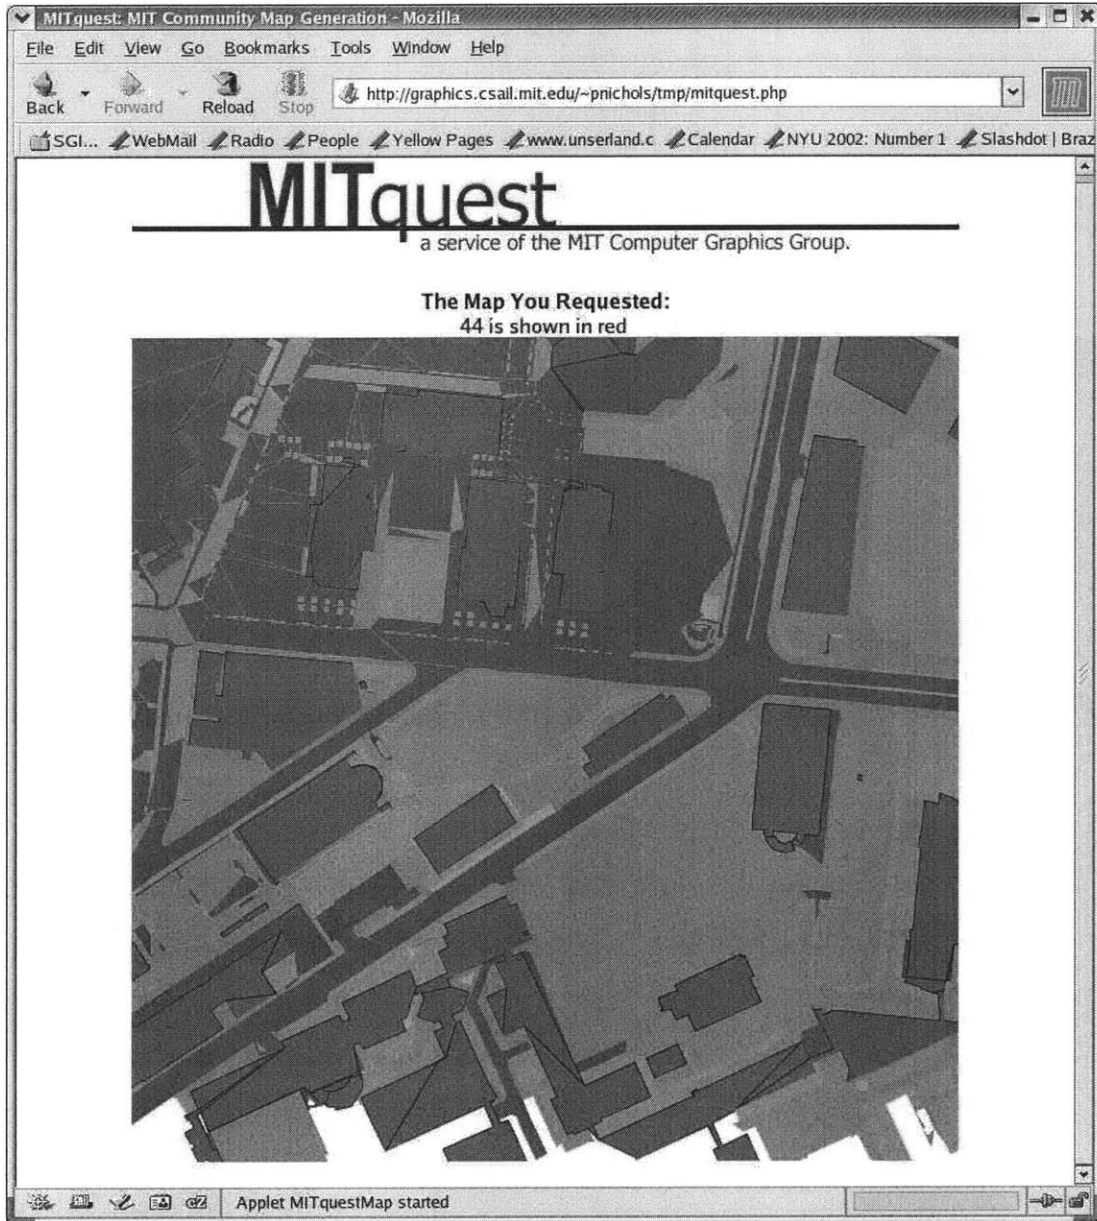 MITquest: MIT Community Map Generation - Mozilla
File Edit View Go Bookmarks Tools Window Help
Back Forward Reload Stop http://graphics.csail.mit.edu/~pnichols/tmp/mitquest.php
SGI... WebMail Radio People Yellow Pages www.unserland.c Calendar NYU 2002: Number 1 Slashdot | Braz
MITquest
a service of the MIT Computer Graphics Group.
The Map You Requested:
44 is shown in red
Applet MITquestMap started